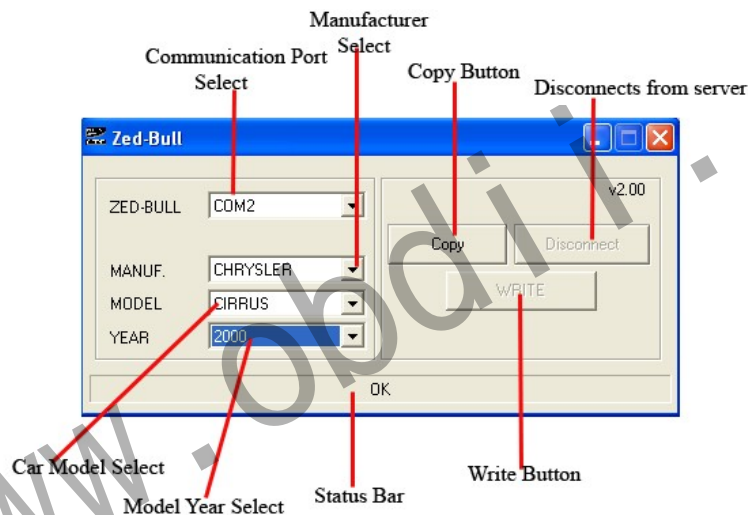 Manufacturer
Select
Communication Port
Select
Copy Button
Disconnects from server
Zed-Bull
v2.00
ZED-BULL COM2
Copy Disconnect
MANUF. CHRYSLER
WRITE
MODEL CIRRUS
YEAR 2000
OK
Car Model Select
Model Year Select
Status Bar
Write Button
www.obdii.